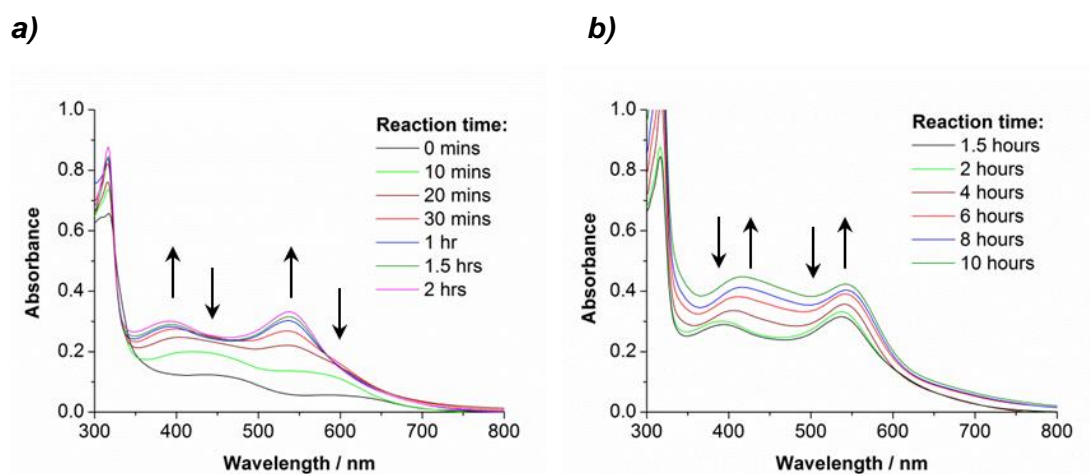 a)
b)
1.0
0.8
0.6
0.4
0.2
0.0
Absorbance
300 400 500 600 700 800
Wavelength / nm
Reaction time:
0 mins
10 mins
20 mins
30 mins
1 hr
1.5 hrs
2 hrs
1.0
0.8
0.6
0.4
0.2
0.0
Absorbance
300 400 500 600 700 800
Wavelength / nm
Reaction time:
1.5 hours
2 hours
4 hours
6 hours
8 hours
10 hours